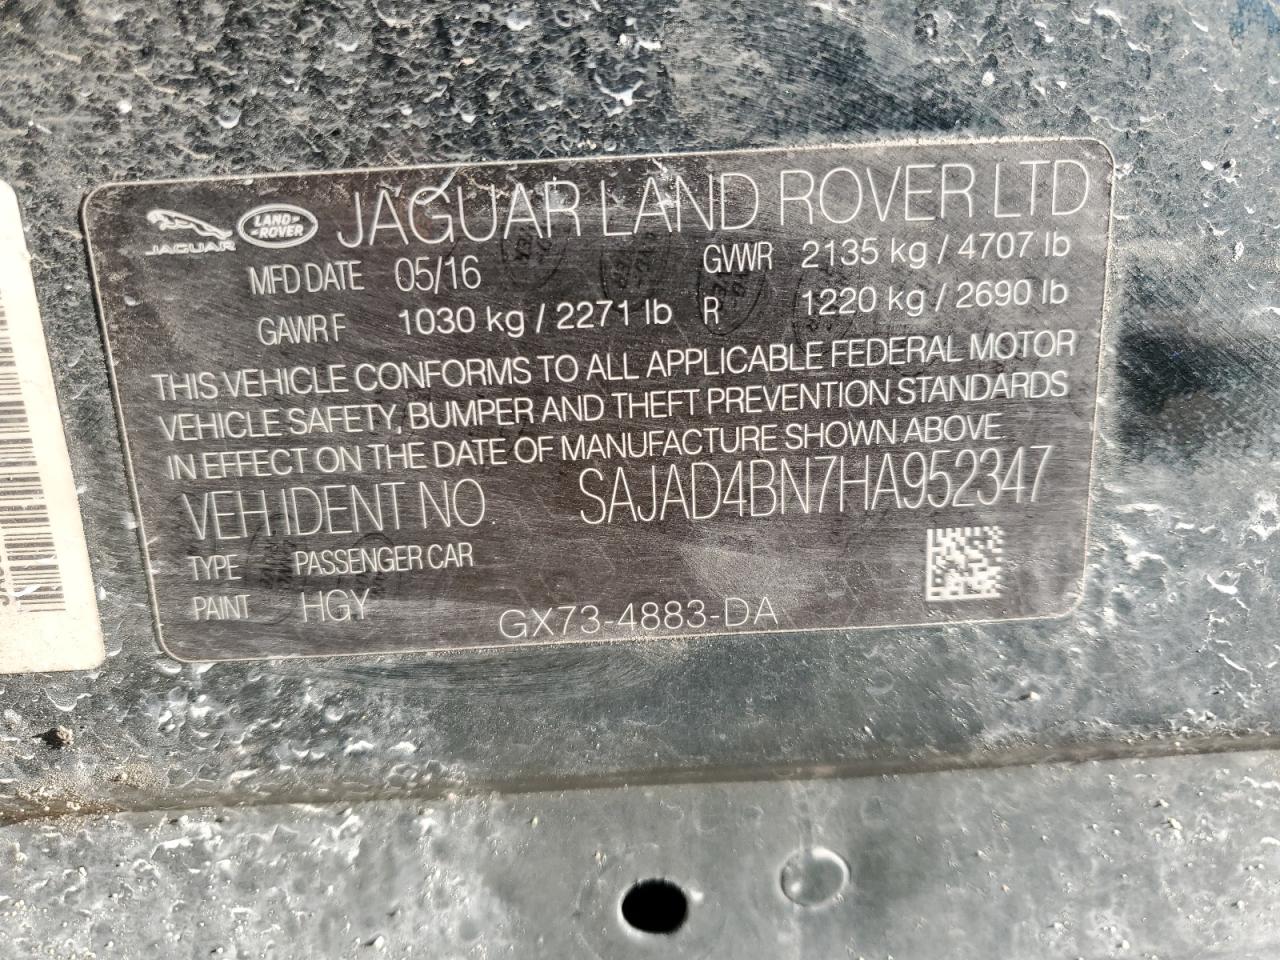 JAGUAR
LAND-
-ROVER
JAGUAR LAND ROVER LTD
MFD DATE 05/16 GVWR 2135 kg / 4707 lb
GAWR F 1030 kg / 2271 lb R 1220 kg / 2690 lb
THIS VEHICLE CONFORMS TO ALL APPLICABLE FEDERAL MOTOR
VEHICLE SAFETY, BUMPER AND THEFT PREVENTION STANDARDS
IN EFFECT ON THE DATE OF MANUFACTURE SHOWN ABOVE
VEH IDENT NO SAJAD4BN7HA952347
TYPE PASSENGER CAR
PAINT HGY
GX73-4883-DA